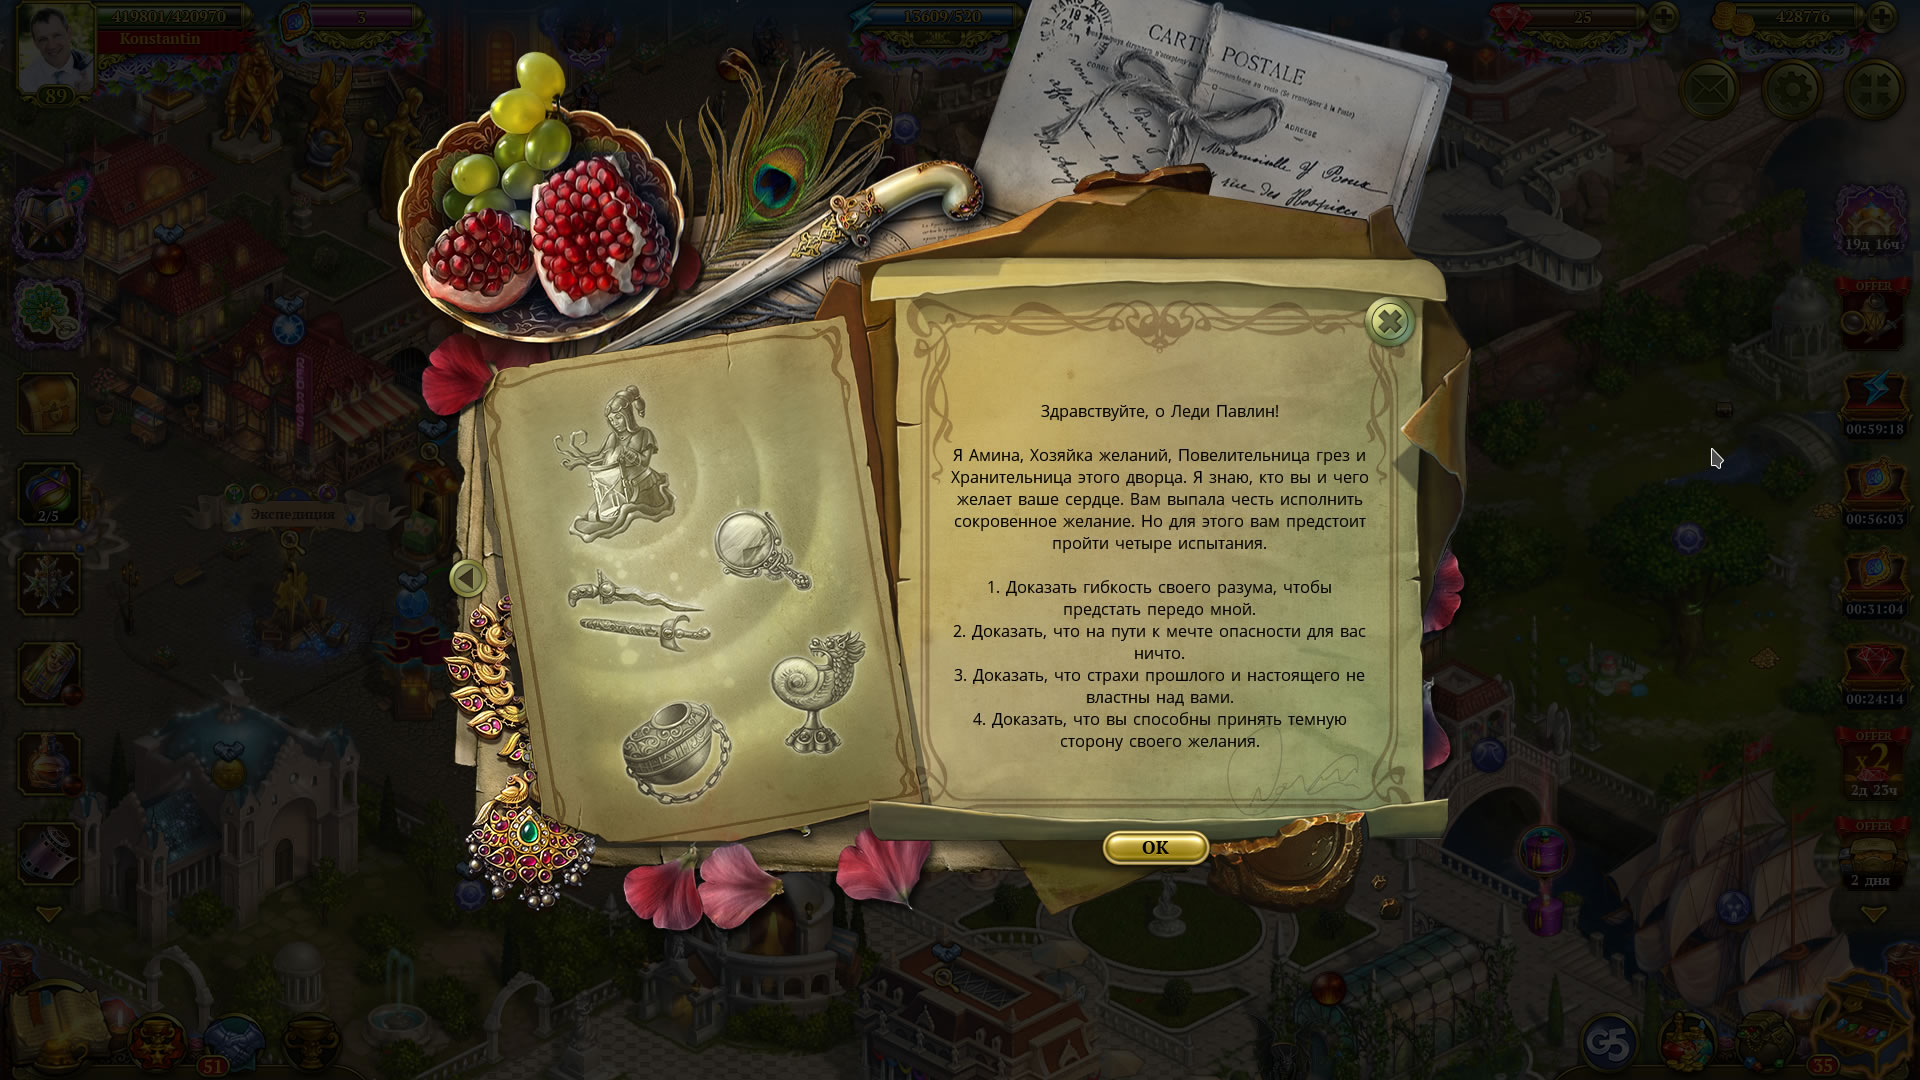 419801/420970
3
13609/520
25
428776
Konstantin
89
CARTE POSTALE
ADRESSE
19д 16ч
OFFER
Здравствуйте, о Леди Павлин!
Я Амина, Хозяйка желаний, Повелительница грез и
Хранительница этого дворца. Я знаю, кто вы и чего
желает ваше сердце. Вам выпала честь исполнить
сокровенное желание. Но для этого вам предстоит
пройти четыре испытания.
1. Доказать гибкость своего разума, чтобы
предстать передо мной.
2. Доказать, что на пути к мечте опасности для вас
ничто.
3. Доказать, что страхи прошлого и настоящего не
властны над вами.
4. Доказать, что вы способны принять темную
сторону своего желания.
OK
2/5
Экспедиция
00:59:18
00:56:03
00:31:04
00:24:14
OFFER
x2
2д 23ч
OFFER
2 дня
51
G5
35